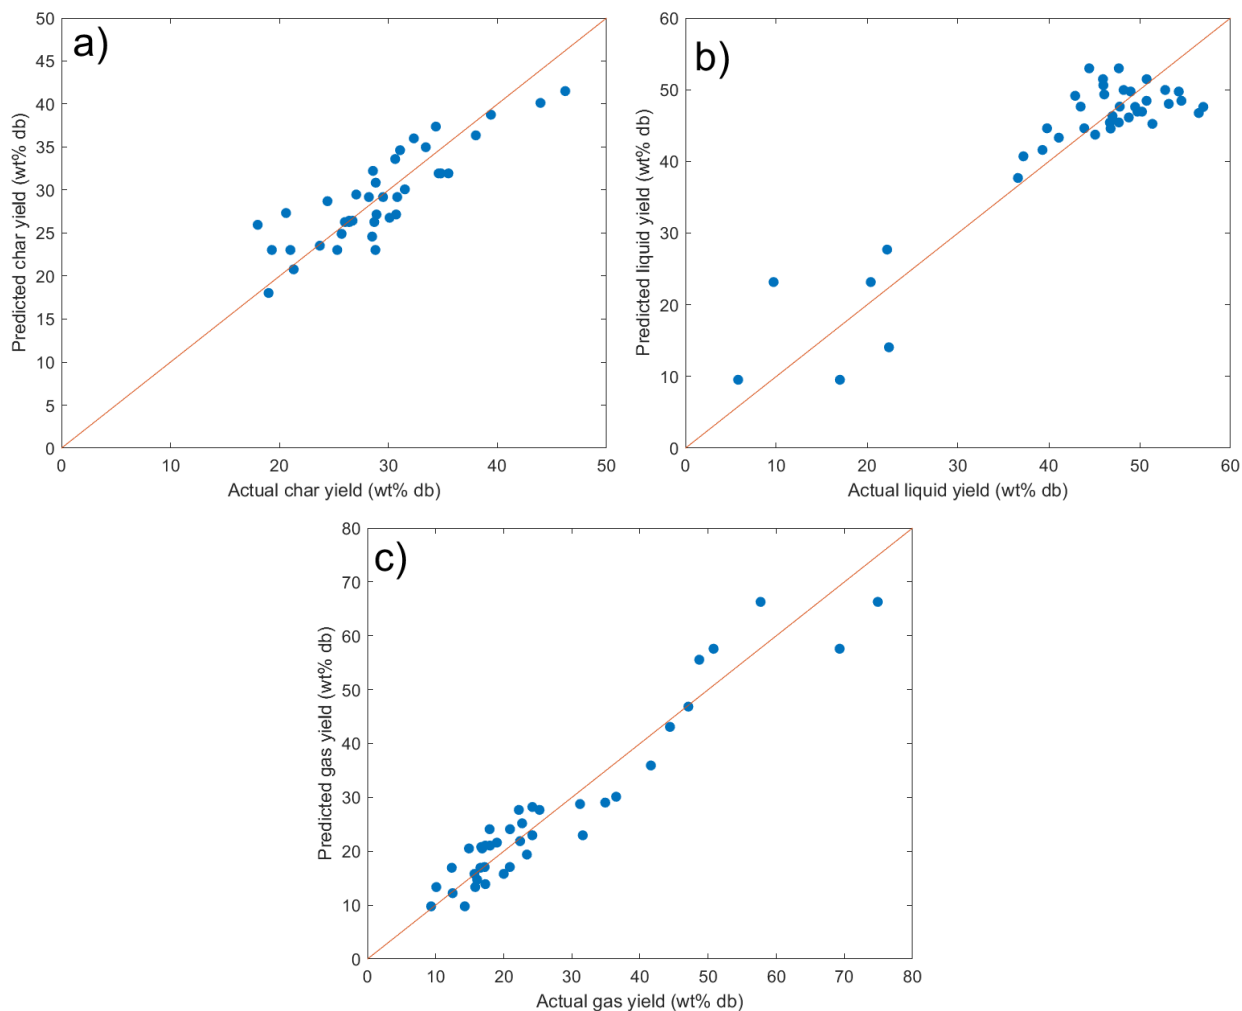 a)
50
45
40
35
30
25
20
15
10
5
0
Predicted char yield (wt% db)
0 10 20 30 40 50
Actual char yield (wt% db)
b)
60
50
40
30
20
10
0
Predicted liquid yield (wt% db)
0 10 20 30 40 50 60
Actual liquid yield (wt% db)
c)
80
70
60
50
40
30
20
10
0
Predicted gas yield (wt% db)
0 10 20 30 40 50 60 70 80
Actual gas yield (wt% db)